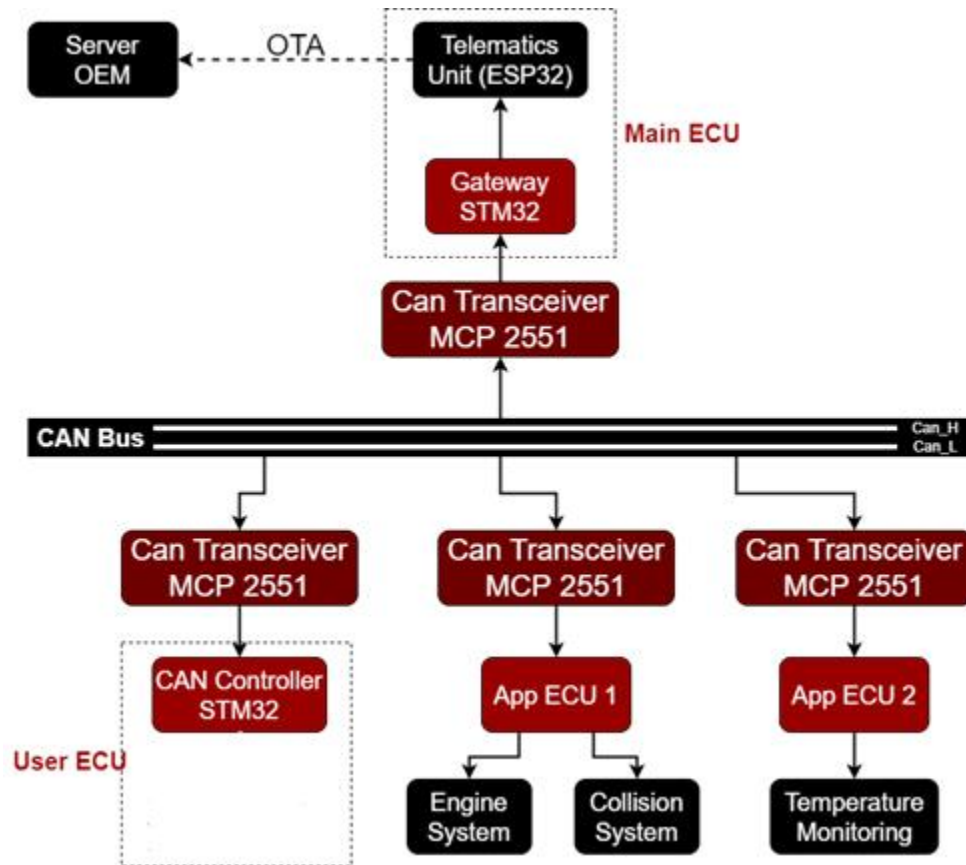 Server
OEM
OTA
Telematics
Unit (ESP32)
Main ECU
Gateway
STM32
Can Transceiver
MCP 2551
CAN Bus
Can_H
Can_L
Can Transceiver
MCP 2551
Can Transceiver
MCP 2551
Can Transceiver
MCP 2551
CAN Controller
STM32
App ECU 1
App ECU 2
User ECU
Engine
System
Collision
System
Temperature
Monitoring